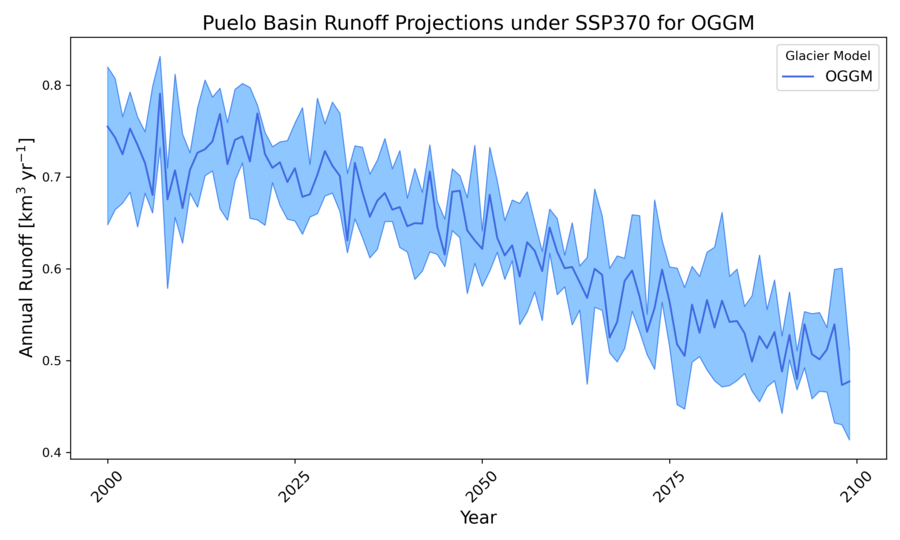 Puelo Basin Runoff Projections under SSP370 for OGGM
Glacier Model
OGGM
Annual Runoff [km³ yr⁻¹]
0.8
0.7
0.6
0.5
0.4
2000
2025
2050
2075
2100
Year